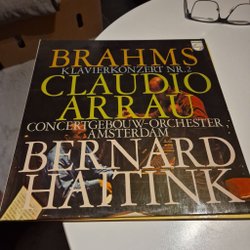 BRAHMS
KLAVIERKONZERT NR. 2
CLAUDIO
ARRAU
CONCERTGEBOUW-ORCHESTER
AMSTERDAM
BERNARD
HAITINK